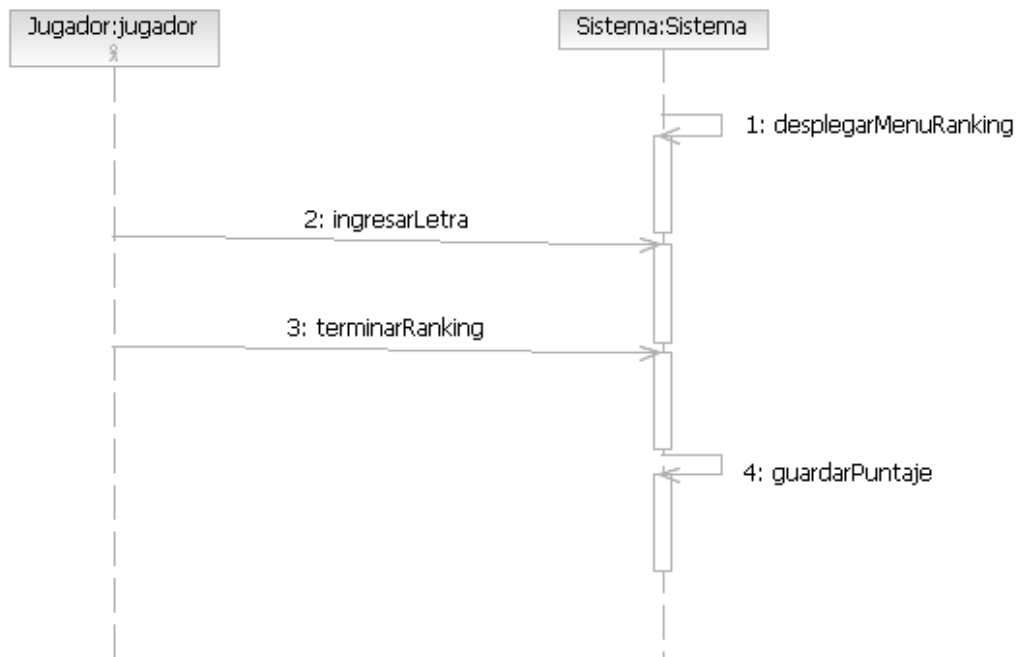 Jugador:jugador
Sistema:Sistema
1: desplegarMenuRanking
2: ingresarLetra
3: terminarRanking
4: guardarPuntaje